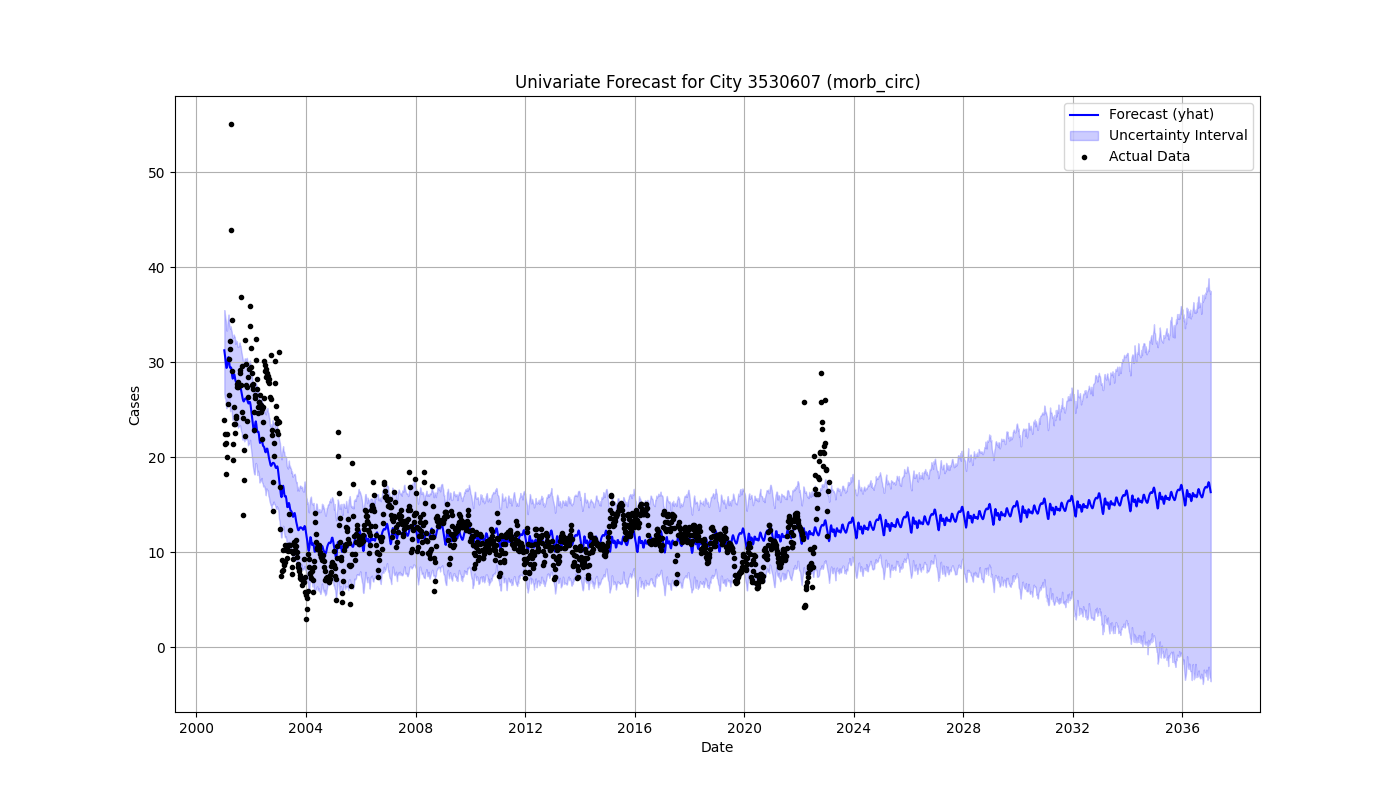 Univariate Forecast for City 3530607 (morb_circ)
Forecast (yhat)
Uncertainty Interval
Actual Data
50
40
30
20
10
0
Cases
2000 2004 2008 2012 2016 2020 2024 2028 2032 2036
Date